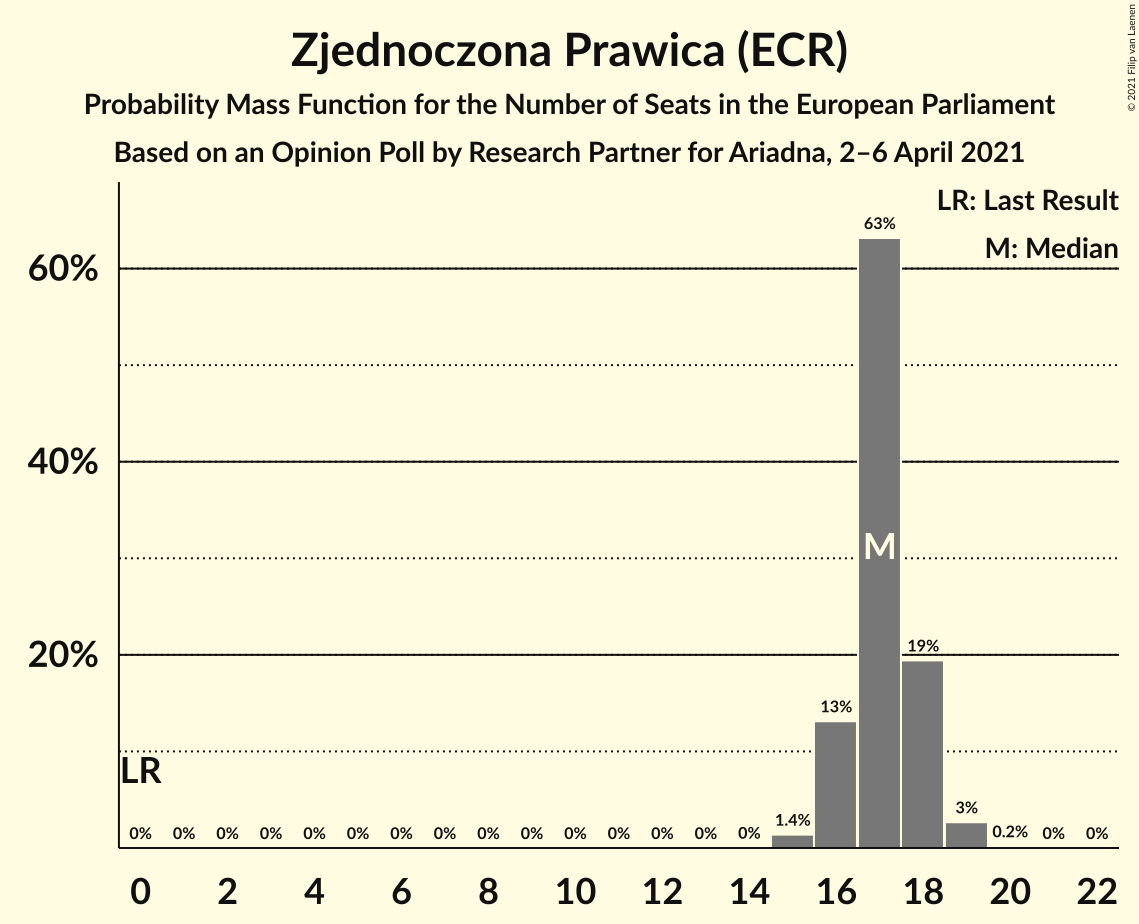 Zjednoczona Prawica (ECR)
Probability Mass Function for the Number of Seats in the European Parliament
Based on an Opinion Poll by Research Partner for Ariadna, 2–6 April 2021
© 2021 Filip van Laenen
LR: Last Result
M: Median
60%
40%
20%
63%
M
19%
13%
LR
0% 0% 0% 0% 0% 0% 0% 0% 0% 0% 0% 0% 0% 0% 0% 1.4% 3% 0.2% 0% 0%
0 2 4 6 8 10 12 14 16 18 20 22